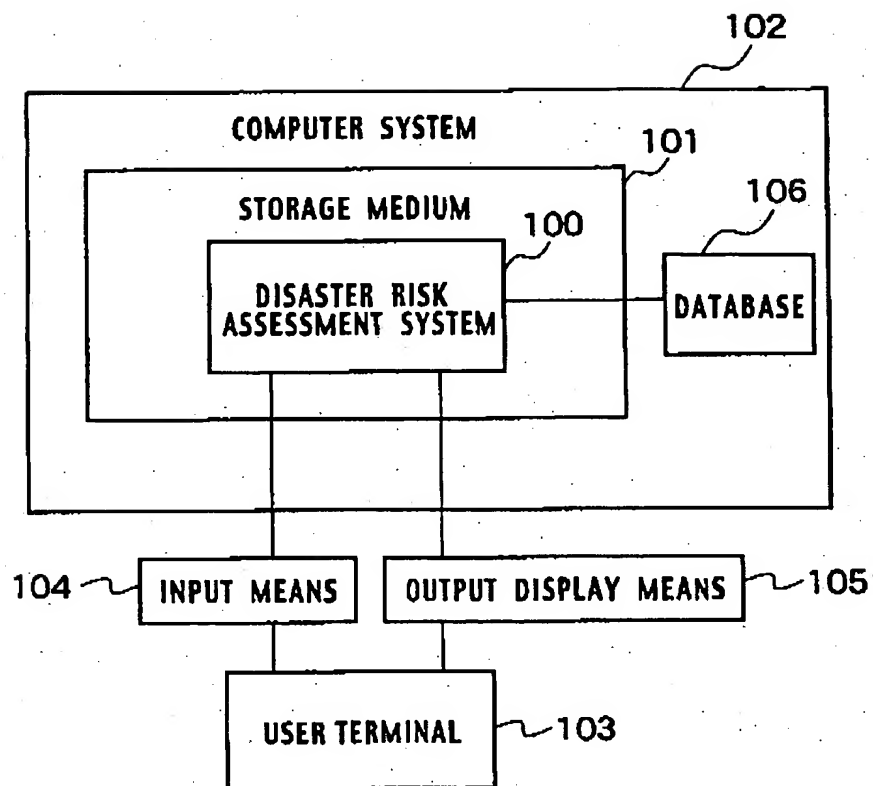 102
COMPUTER SYSTEM
101
STORAGE MEDIUM
106
100
DISASTER RISK
ASSESSMENT SYSTEM
DATABASE
104
INPUT MEANS
OUTPUT DISPLAY MEANS
105
USER TERMINAL
103